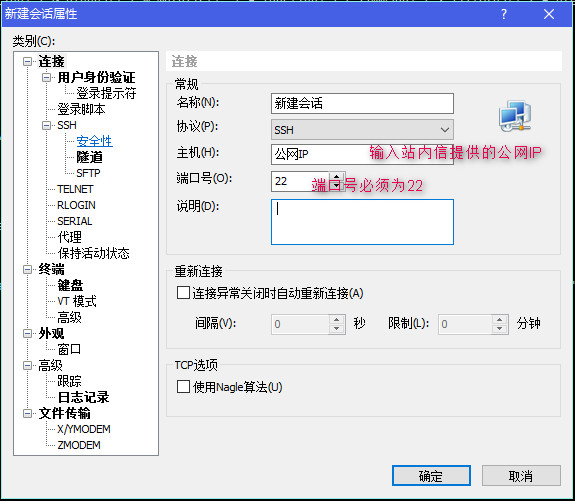 新建会话属性
类别(C):
连接
用户身份验证
登录提示符
登录脚本
SSH
安全性
隧道
SFTP
TELNET
RLOGIN
SERIAL
代理
保持活动状态
终端
键盘
VT 模式
高级
外观
窗口
高级
跟踪
日志记录
文件传输
X/YMODEM
ZMODEM
连接
常规
名称(N): 新建会话
协议(P): SSH
主机(H): 公网IP 输入站内信提供的公网IP
端口号(O): 22 端口号必须为22
说明(D):
重新连接
连接异常关闭时自动重新连接(A)
间隔(V): 0 秒 限制(L): 0 分钟
TCP选项
使用Nagle算法(U)
确定 取消